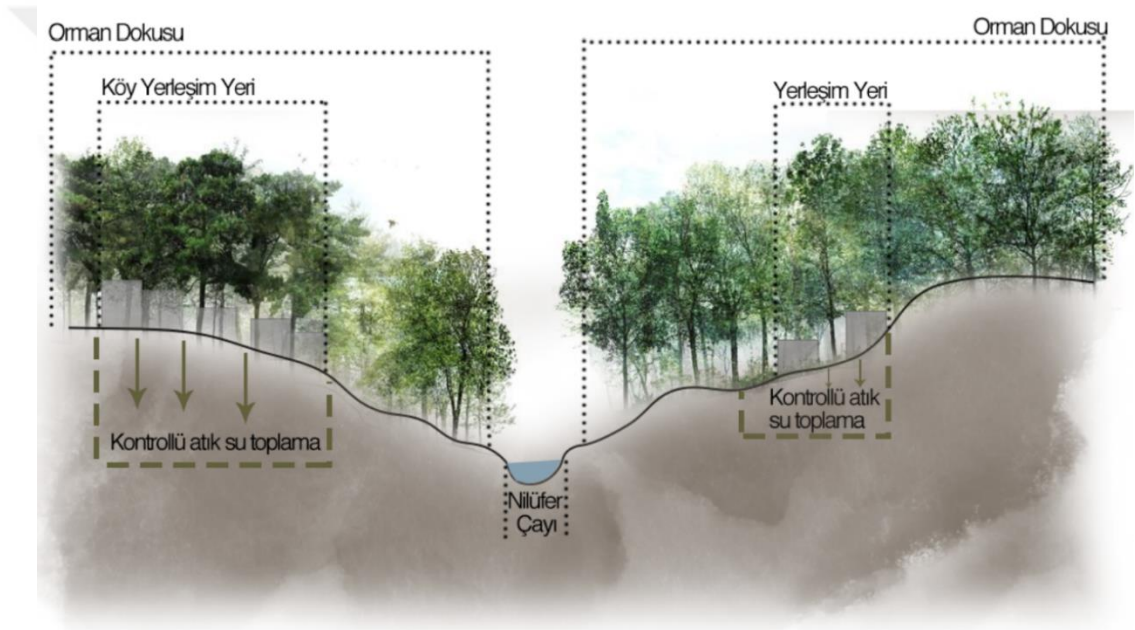 Orman Dokusu
Orman Dokusu
Köy Yerleşim Yeri
Yerleşim Yeri
Kontrollü atık su toplama
Kontrollü atık
su toplama
Nilüfer
Çayı